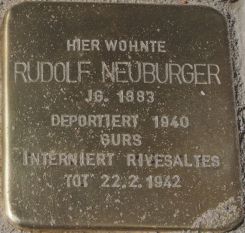 HIER WOHNTE
RUDOLF NEUBURGER
JG. 1883
DEPORTIERT 1940
GURS
INTERNIERT RIVESALTES
TOT 22.2.1942